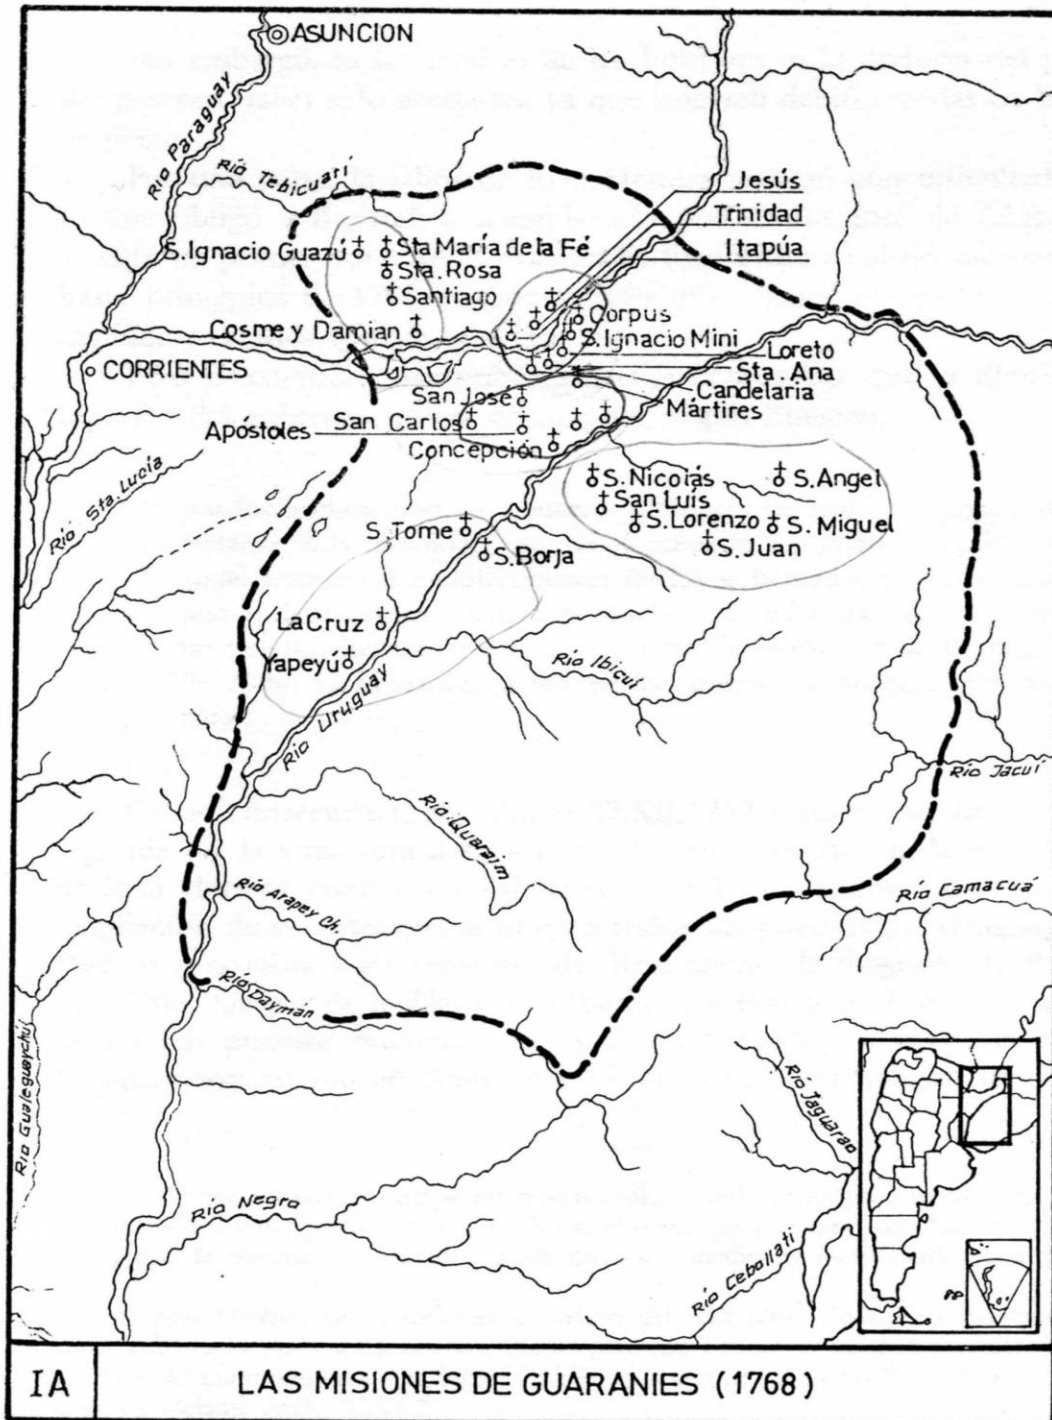 ASUNCION
Río Paraguay
Río Tebicuarí
Jesús
Trinidad
Itapúa
S. Ignacio Guazú
Sta María de la Fé
Sta. Rosa
Santiago
Cosme y Damian
Corpus
S. Ignacio Mini
CORRIENTES
Loreto
Sta. Ana
Candelaria
Mártires
San José
San Carlos
Apóstoles
Concepción
Río Sta. Lucía
S. Nicolás
S. Angel
San Luís
S. Lorenzo
S. Miguel
S. Juan
S. Tome
S. Borja
La Cruz
Yapeyú
Río Ibicuí
Río Uruguay
Río Jacuí
Río Quaraim
Río Arapey Ch.
Río Camacuá
Río Daymán
Río Gualeguaychú
Río Jaguarao
Río Negro
Río Cebollatí
IA
LAS MISIONES DE GUARANIES (1768)